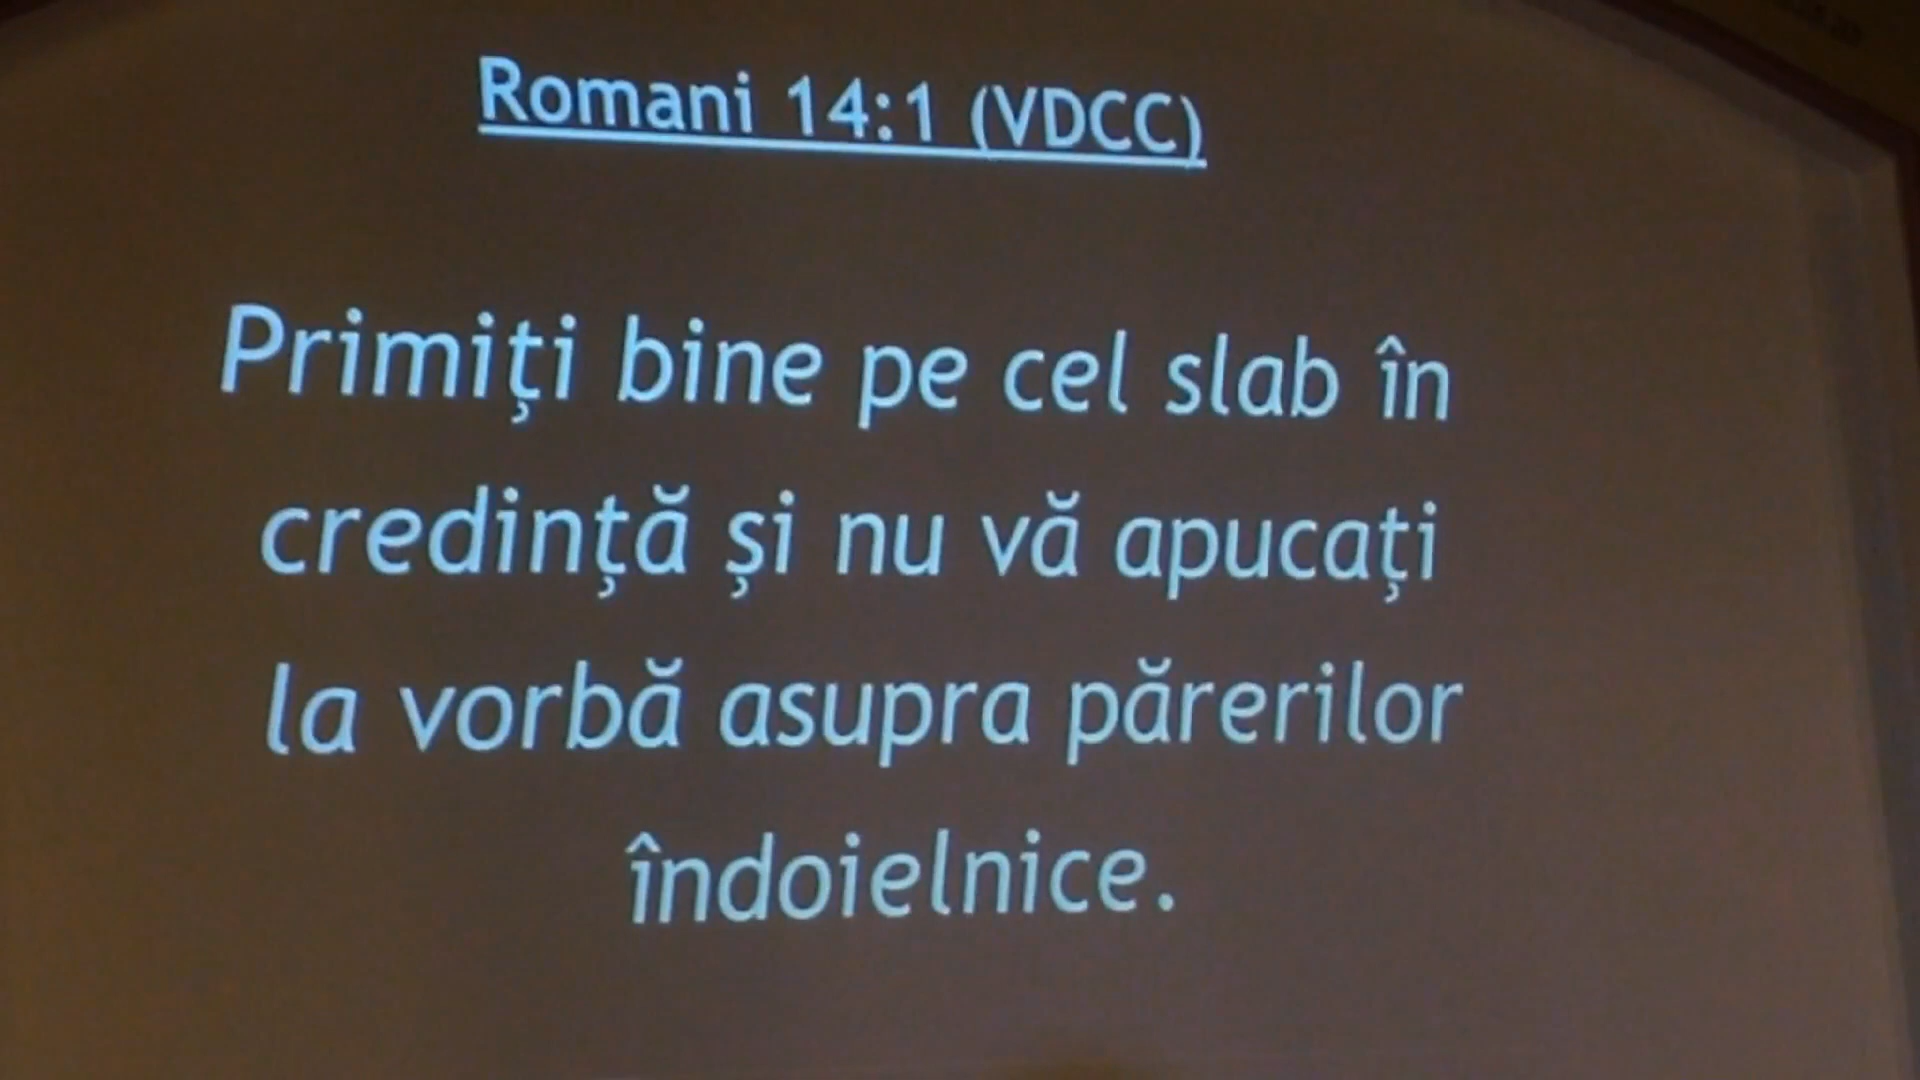 Romani 14:1 (VDCC)
Primiți bine pe cel slab în
credință și nu vă apucați
la vorbă asupra părerilor
îndoielnice.